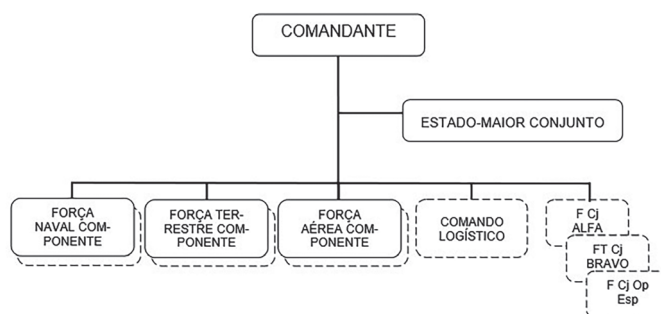 COMANDANTE
ESTADO-MAIOR CONJUNTO
FORÇA
NAVAL COM-
PONENTE
FORÇA TER-
RESTRE COM-
PONENTE
FORÇA
AÉREA COM-
PONENTE
COMANDO
LOGÍSTICO
F Cj
ALFA
FT Cj
BRAVO
F Cj Op
Esp